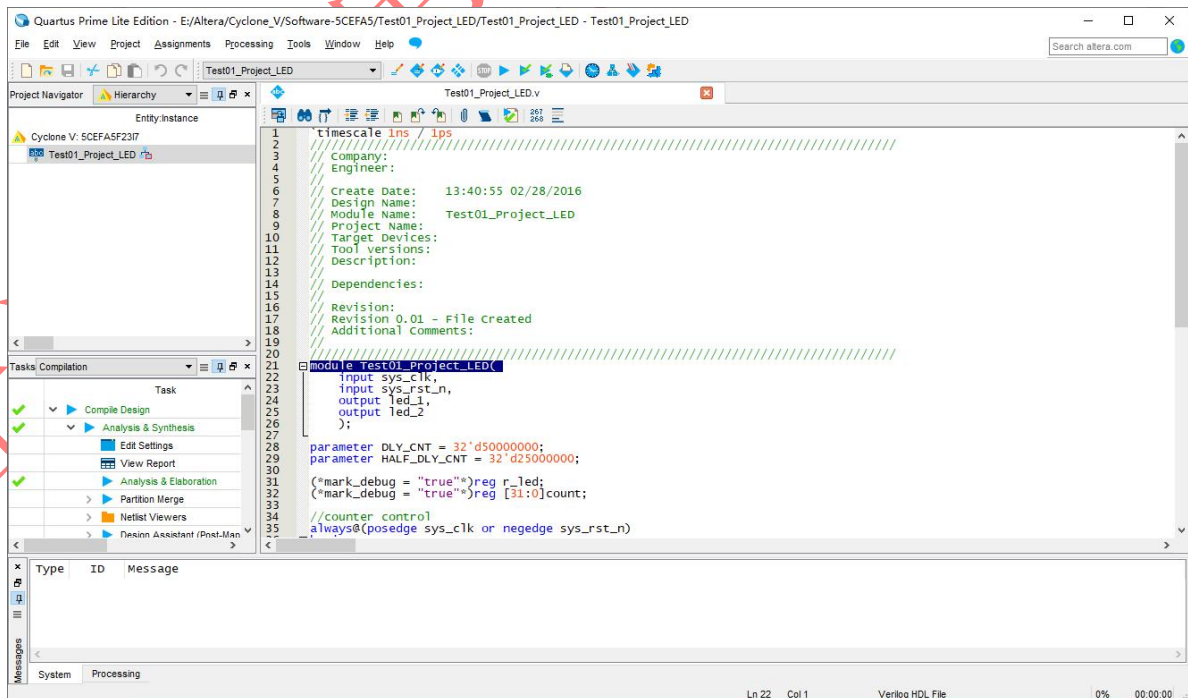 Quartus Prime Lite Edition - E:/Altera/Cyclone_V/Software-5CEFA5/Test01_Project_LED/Test01_Project_LED - Test01_Project_LED
File Edit View Project Assignments Processing Tools Window Help
Search altera.com
Test01_Project_LED
Project Navigator Hierarchy
Test01_Project_LED.v
Entity:Instance
Cyclone V: 5CEFA5F23I7
Test01_Project_LED
1 `timescale 1ns / 1ps
2 //////////////////////////////////////////////////////////////////////////////////
3 // Company:
4 // Engineer:
5 //
6 // Create Date: 13:40:55 02/28/2016
7 // Design Name:
8 // Module Name: Test01_Project_LED
9 // Project Name:
10 // Target Devices:
11 // Tool versions:
12 // Description:
13 //
14 // Dependencies:
15 //
16 // Revision:
17 // Revision 0.01 - File Created
18 // Additional Comments:
19 //
20 //////////////////////////////////////////////////////////////////////////////////
21 module Test01_Project_LED(
22 input sys_clk,
23 input sys_rst_n,
24 output led_1,
25 output led_2
26 );
27
28 parameter DLY_CNT = 32'd50000000;
29 parameter HALF_DLY_CNT = 32'd25000000;
30
31 (*mark_debug = "true"*)reg r_led;
32 (*mark_debug = "true"*)reg [31:0]count;
33
34 //counter control
35 always@(posedge sys_clk or negedge sys_rst_n)
Tasks Compilation
Task
Compile Design
Analysis & Synthesis
Edit Settings
View Report
Analysis & Elaboration
Partition Merge
Netlist Viewers
Design Assistant (Post-Map
Type ID Message
Messages
System Processing
Ln 22 Col 1 Verilog HDL File 0% 00:00:00